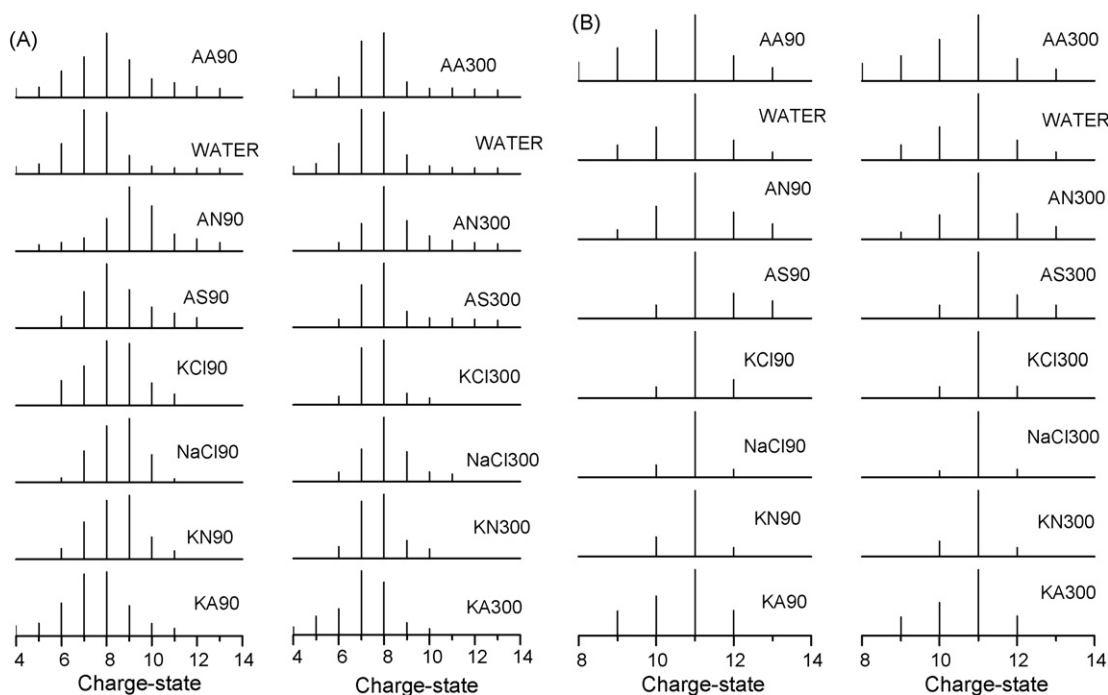 (A)
AA90
WATER
AN90
AS90
KCl90
NaCl90
KN90
KA90
4 6 8 10 12 14
Charge-state
AA300
WATER
AN300
AS300
KCl300
NaCl300
KN300
KA300
4 6 8 10 12 14
Charge-state
(B)
AA90
WATER
AN90
AS90
KCl90
NaCl90
KN90
KA90
8 10 12 14
Charge-state
AA300
WATER
AN300
AS300
KCl300
NaCl300
KN300
KA300
8 10 12 14
Charge-state